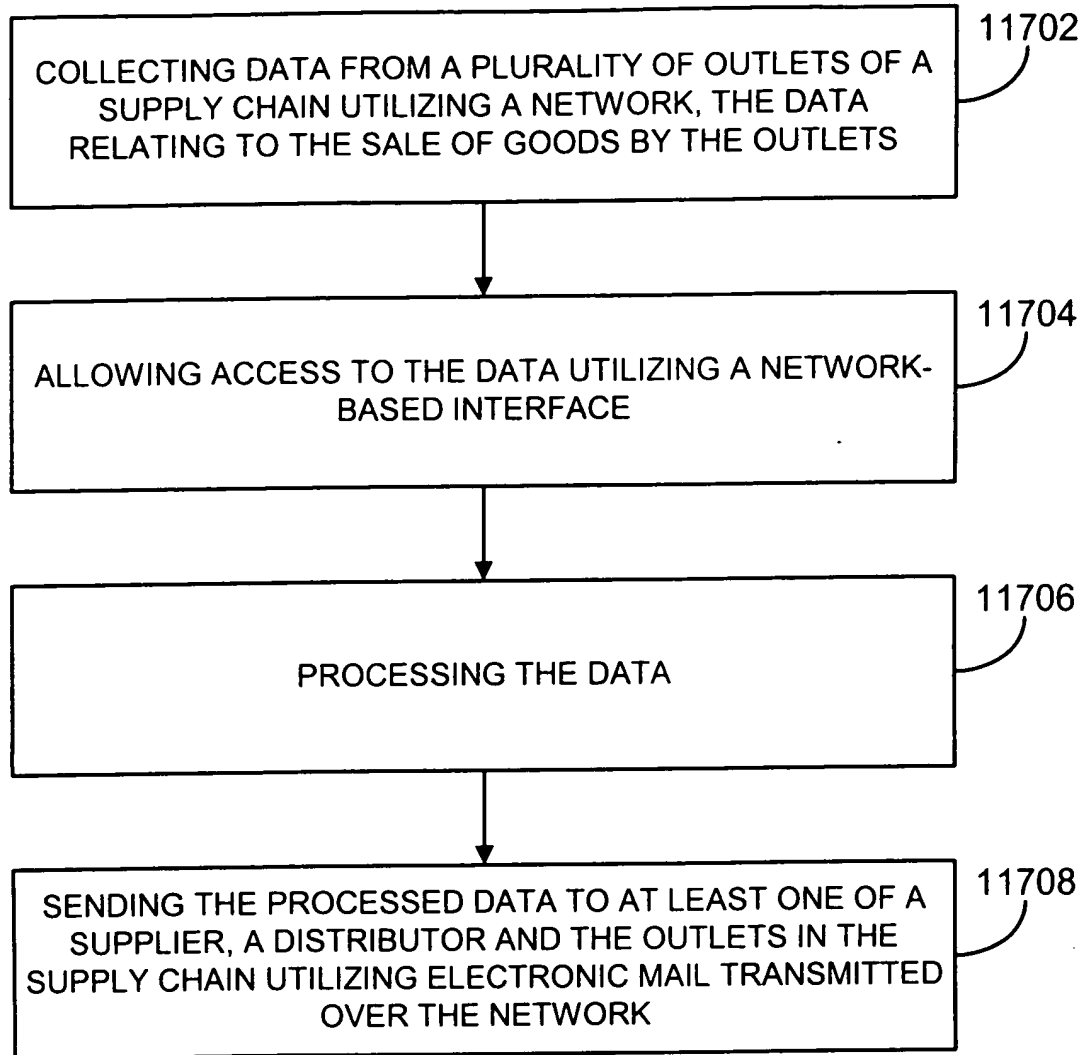 11702
COLLECTING DATA FROM A PLURALITY OF OUTLETS OF A
SUPPLY CHAIN UTILIZING A NETWORK, THE DATA
RELATING TO THE SALE OF GOODS BY THE OUTLETS
11704
ALLOWING ACCESS TO THE DATA UTILIZING A NETWORK-
BASED INTERFACE
11706
PROCESSING THE DATA
11708
SENDING THE PROCESSED DATA TO AT LEAST ONE OF A
SUPPLIER, A DISTRIBUTOR AND THE OUTLETS IN THE
SUPPLY CHAIN UTILIZING ELECTRONIC MAIL TRANSMITTED
OVER THE NETWORK